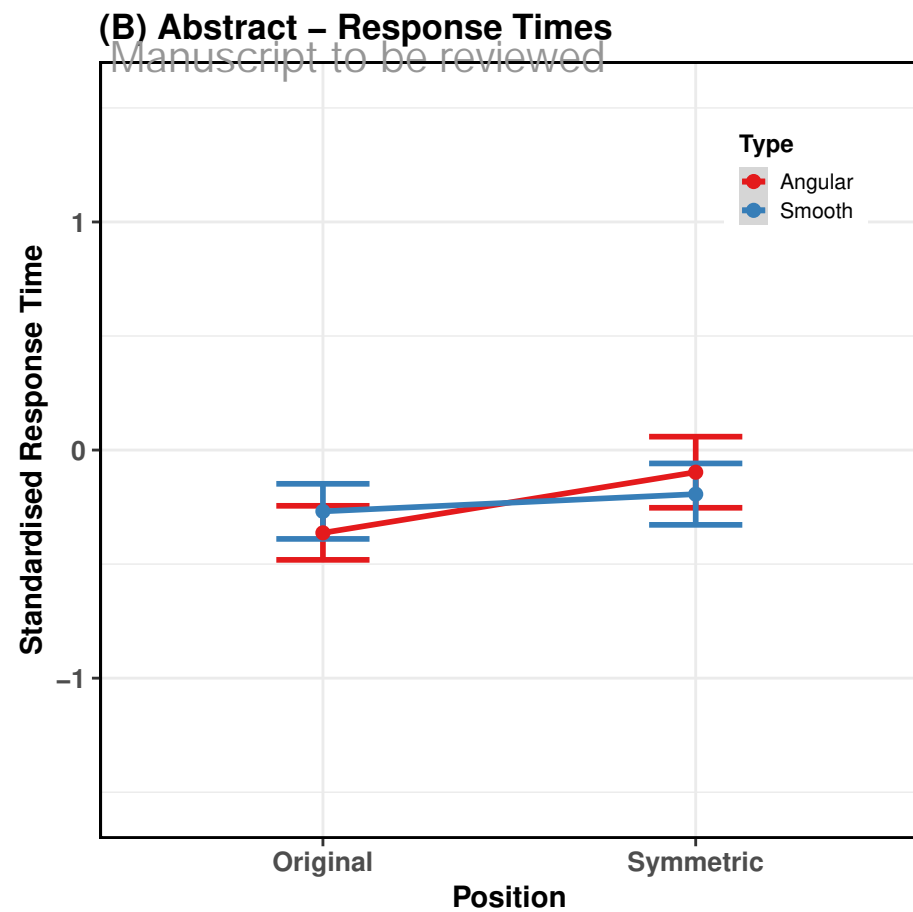 (B) Abstract – Response Times
Manuscript to be reviewed
Type
Angular
Smooth
Standardised Response Time
1
0
−1
Original
Symmetric
Position